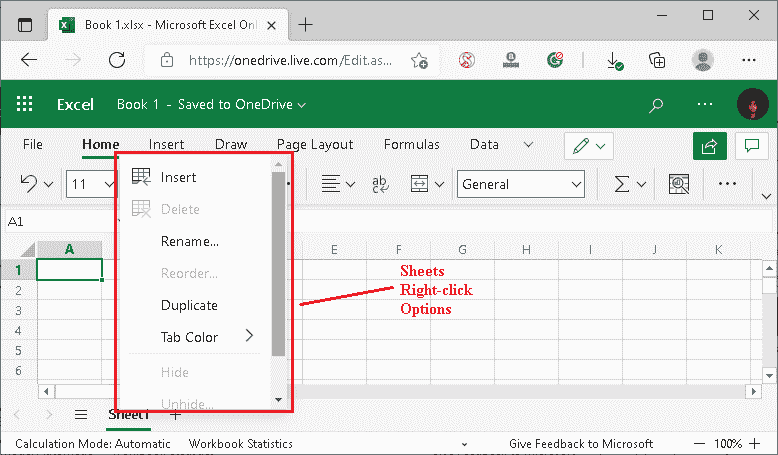 Book 1.xlsx - Microsoft Excel Onl
https://onedrive.live.com/Edit.as...
Excel Book 1 - Saved to OneDrive
File Home Insert Draw Page Layout Formulas Data
11 General
A1
A E F G H I J K
1
2
3
4
5
6
Insert
Delete
Rename...
Reorder...
Duplicate
Tab Color
Hide
Unhide...
Sheets
Right-click
Options
Sheet1
Calculation Mode: Automatic Workbook Statistics Give Feedback to Microsoft 100%